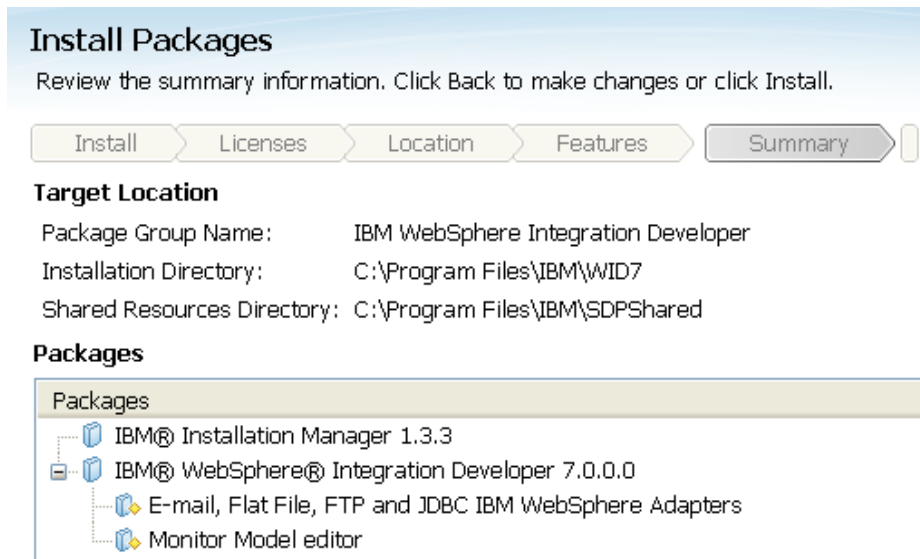 Install Packages
Review the summary information. Click Back to make changes or click Install.
Install Licenses Location Features Summary
Target Location
Package Group Name: IBM WebSphere Integration Developer
Installation Directory: C:\Program Files\IBM\WID7
Shared Resources Directory: C:\Program Files\IBM\SDPShared
Packages
Packages
IBM® Installation Manager 1.3.3
IBM® WebSphere® Integration Developer 7.0.0.0
E-mail, Flat File, FTP and JDBC IBM WebSphere Adapters
Monitor Model editor